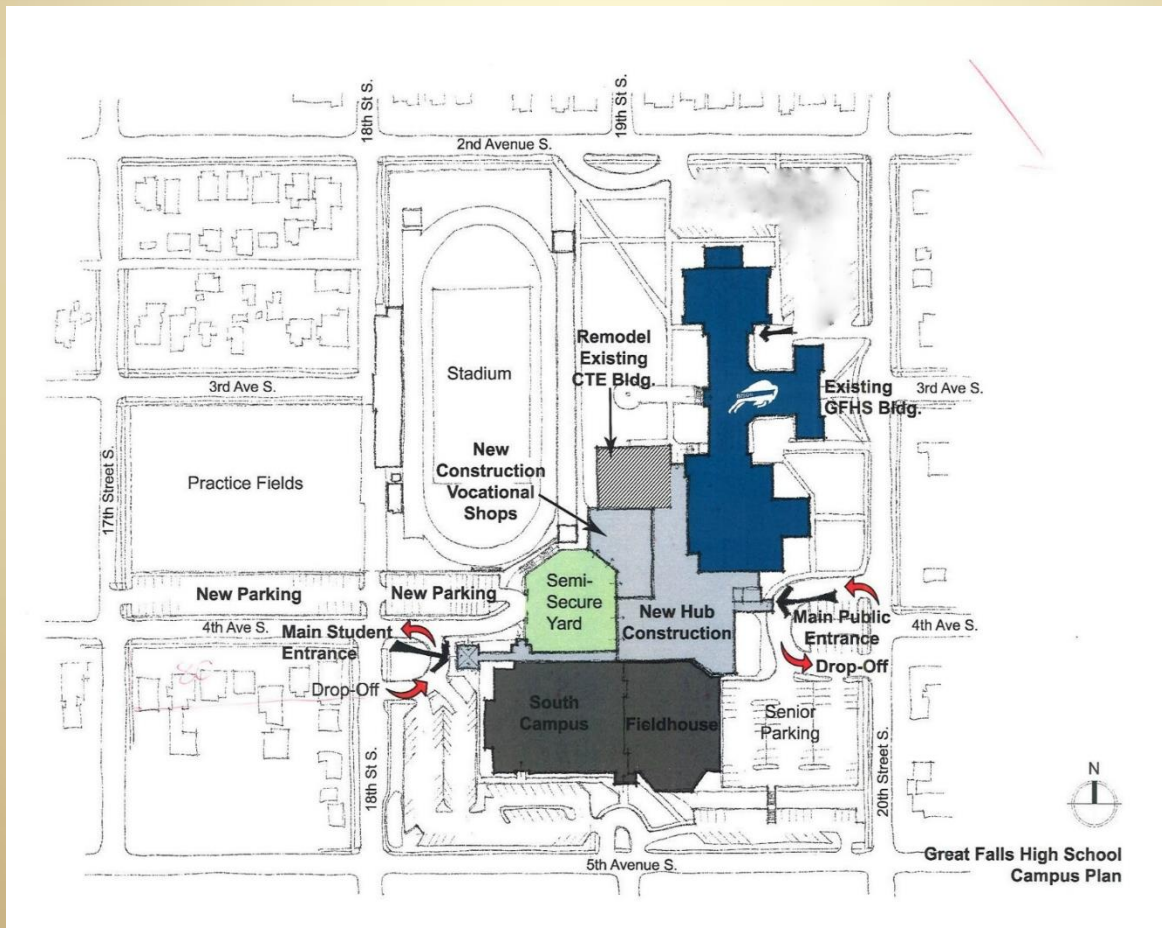 18th St S.
19th St S.
2nd Avenue S.
Remodel
Existing
CTE Bldg.
Stadium
3rd Ave S.
Existing
GFHS Bldg.
3rd Ave S.
New
Construction
Vocational
Shops
Practice Fields
17th Street S.
Semi-
Secure
Yard
New Parking
New Parking
New Hub
Construction
Main Public
Entrance
4th Ave S.
4th Ave S.
Main Student
Entrance
Drop-Off
Drop-Off
South
Campus
Fieldhouse
Senior
Parking
18th St S.
20th Street S.
N
5th Avenue S.
Great Falls High School
Campus Plan